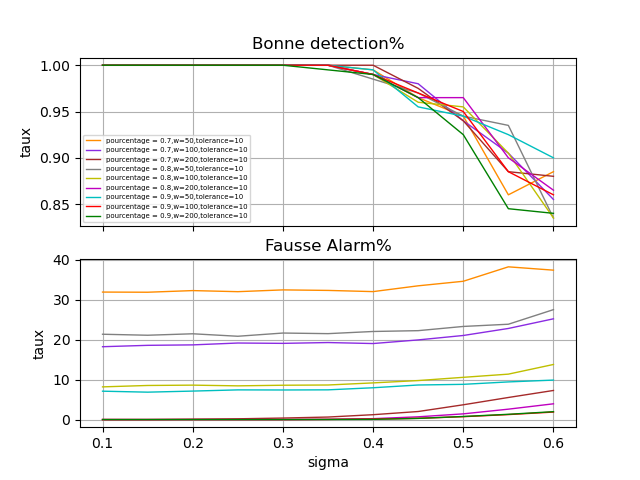 Bonne detection%
1.00
0.95
0.90
0.85
taux
pourcentage = 0.7,w=50,tolerance=10
pourcentage = 0.7,w=100,tolerance=10
pourcentage = 0.7,w=200,tolerance=10
pourcentage = 0.8,w=50,tolerance=10
pourcentage = 0.8,w=100,tolerance=10
pourcentage = 0.8,w=200,tolerance=10
pourcentage = 0.9,w=50,tolerance=10
pourcentage = 0.9,w=100,tolerance=10
pourcentage = 0.9,w=200,tolerance=10
Fausse Alarm%
40
30
20
10
0
taux
0.1 0.2 0.3 0.4 0.5 0.6
sigma